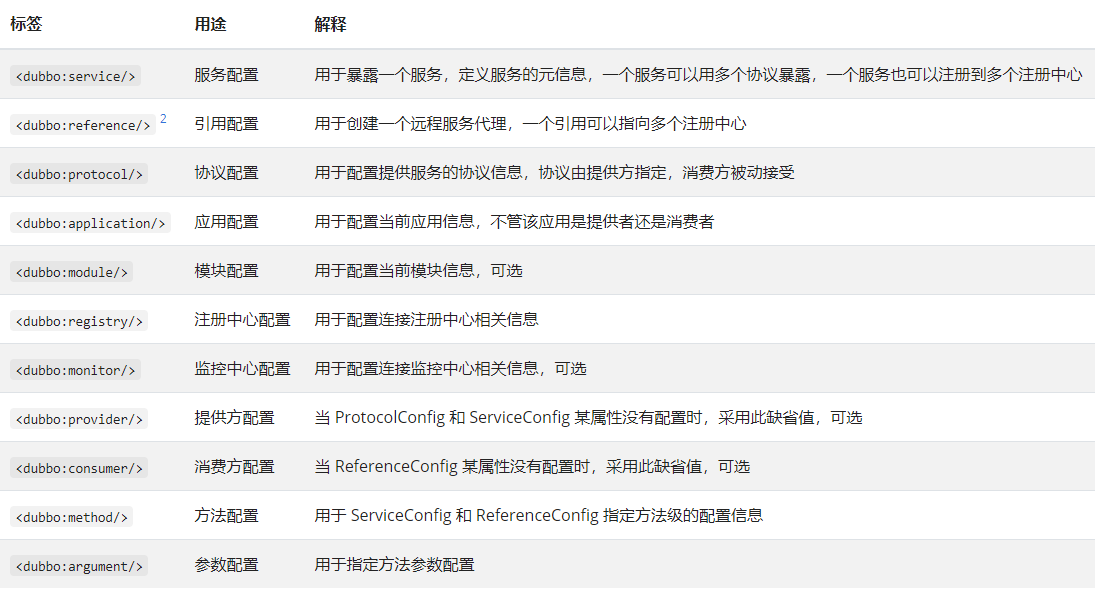 标签 用途 解释
<dubbo:service/> 服务配置 用于暴露一个服务，定义服务的元信息，一个服务可以用多个协议暴露，一个服务也可以注册到多个注册中心
<dubbo:reference/> 2 引用配置 用于创建一个远程服务代理，一个引用可以指向多个注册中心
<dubbo:protocol/> 协议配置 用于配置提供服务的协议信息，协议由提供方指定，消费方被动接受
<dubbo:application/> 应用配置 用于配置当前应用信息，不管该应用是提供者还是消费者
<dubbo:module/> 模块配置 用于配置当前模块信息，可选
<dubbo:registry/> 注册中心配置 用于配置连接注册中心相关信息
<dubbo:monitor/> 监控中心配置 用于配置连接监控中心相关信息，可选
<dubbo:provider/> 提供方配置 当 ProtocolConfig 和 ServiceConfig 某属性没有配置时，采用此缺省值，可选
<dubbo:consumer/> 消费方配置 当 ReferenceConfig 某属性没有配置时，采用此缺省值，可选
<dubbo:method/> 方法配置 用于 ServiceConfig 和 ReferenceConfig 指定方法级的配置信息
<dubbo:argument/> 参数配置 用于指定方法参数配置